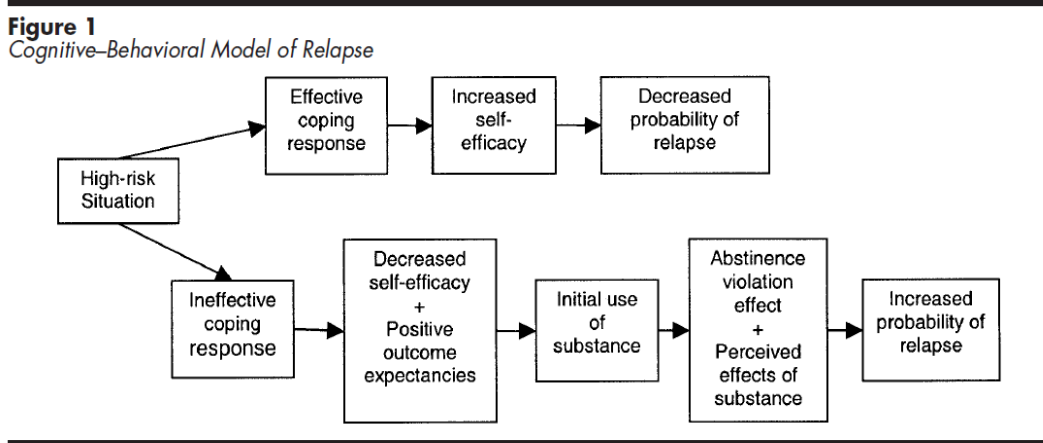 Figure 1
Cognitive–Behavioral Model of Relapse
Effective
coping
response
Increased
self-
efficacy
Decreased
probability of
relapse
High-risk
Situation
Ineffective
coping
response
Decreased
self-efficacy
+
Positive
outcome
expectancies
Initial use
of
substance
Abstinence
violation
effect
+
Perceived
effects of
substance
Increased
probability of
relapse